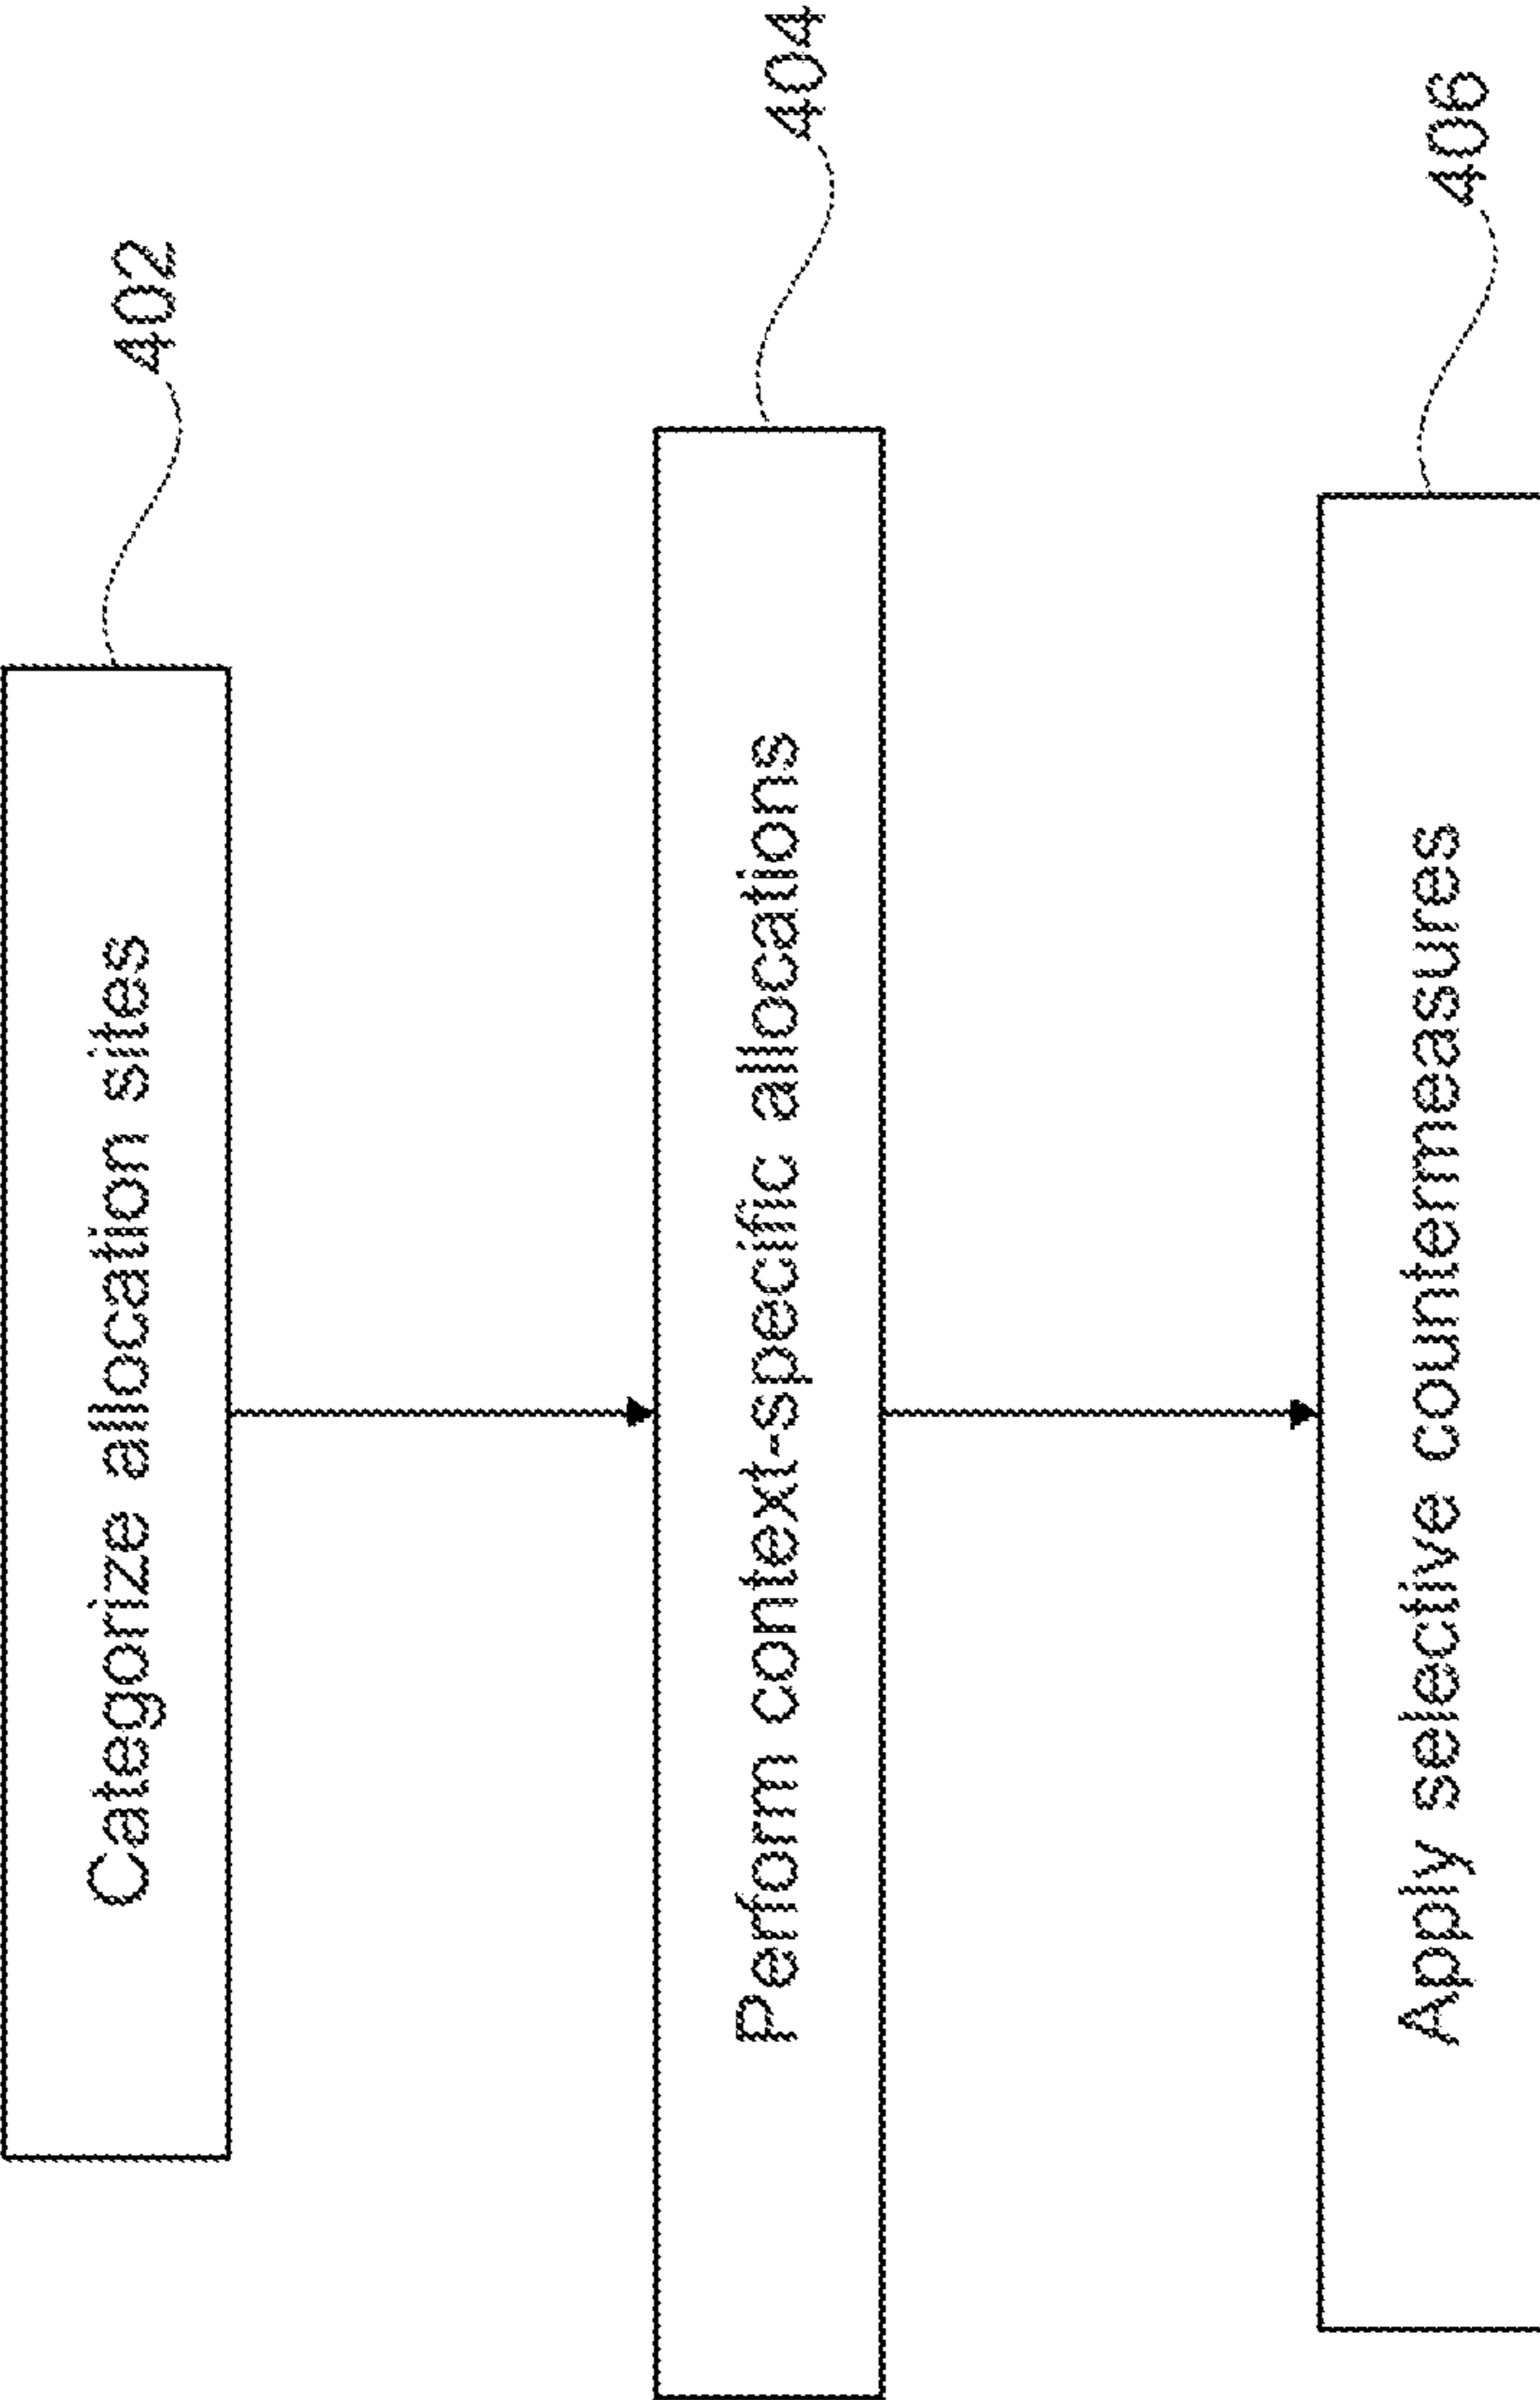 Categorize allocation sites
402
Perform context-specific allocations
404
Apply selective countermeasures
406